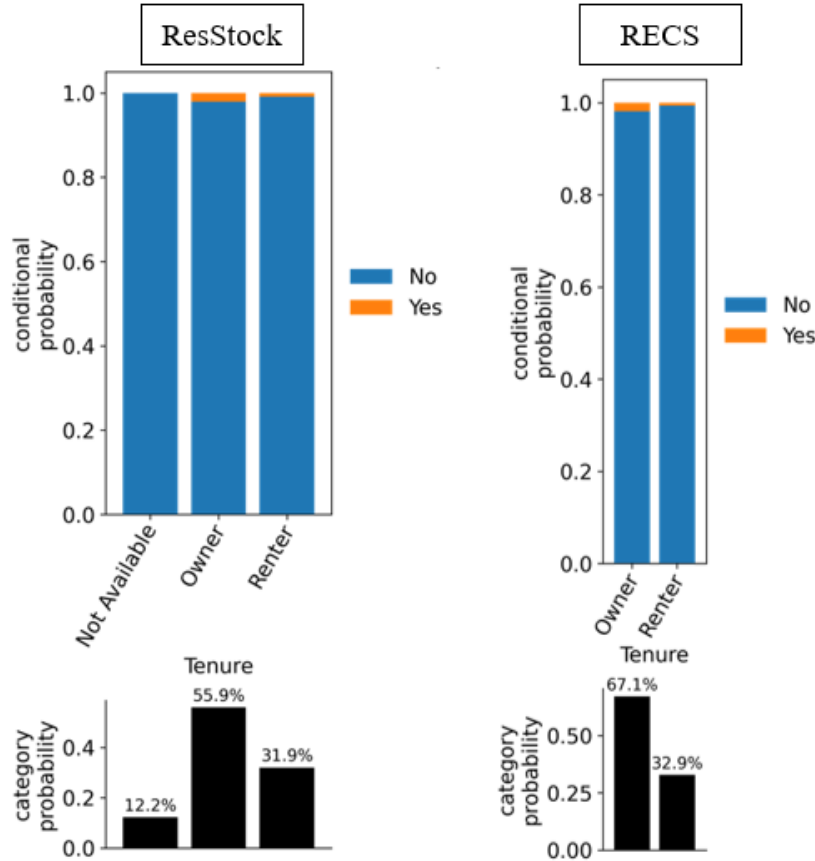 ResStock
1.0
0.8
0.6
0.4
0.2
0.0
conditional
probability
No
Yes
Not Available
Owner
Renter
Tenure
category
probability
0.4
0.2
0.0
12.2%
55.9%
31.9%
RECS
1.0
0.8
0.6
0.4
0.2
0.0
conditional
probability
No
Yes
Owner
Renter
Tenure
category
probability
0.50
0.25
0.00
67.1%
32.9%